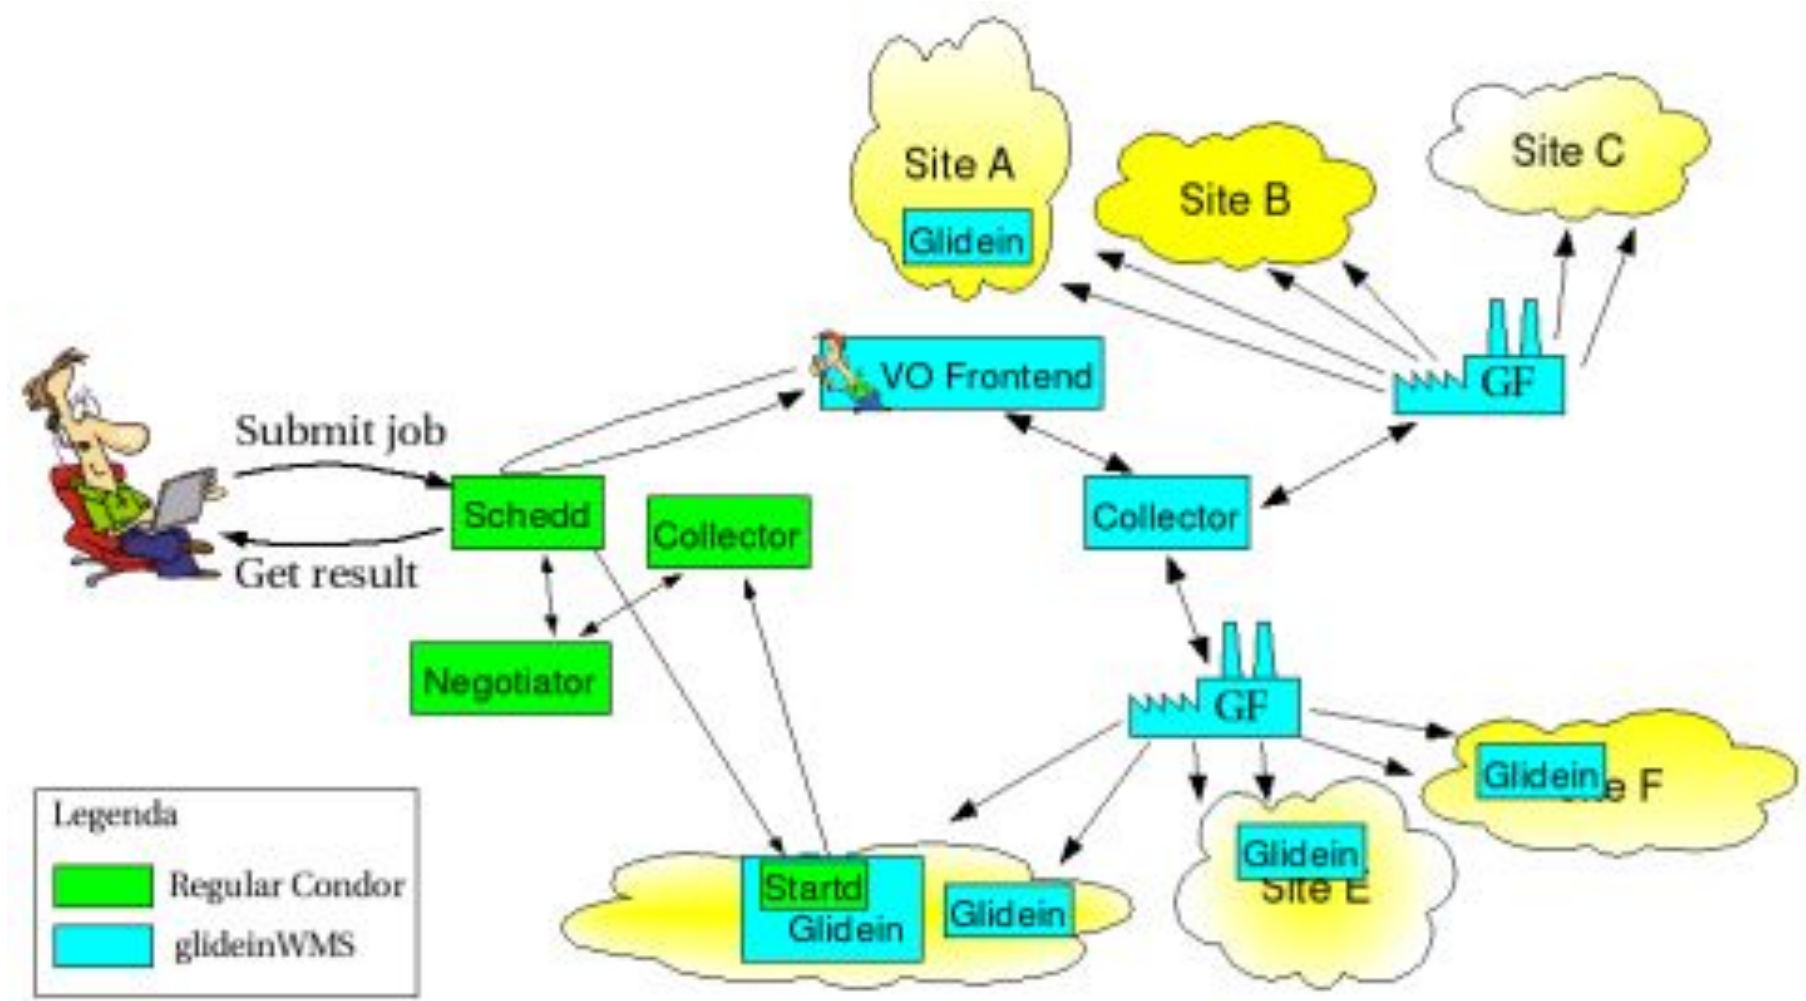 Site A
Glidein
Site B
Site C
VO Frontend
GF
Submit job
Schedd
Collector
Collector
Get result
Negotiator
GF
Glidein
F
Glidein
Site E
Startd
Glidein
Glidein
Legenda
Regular Condor
glideinWMS